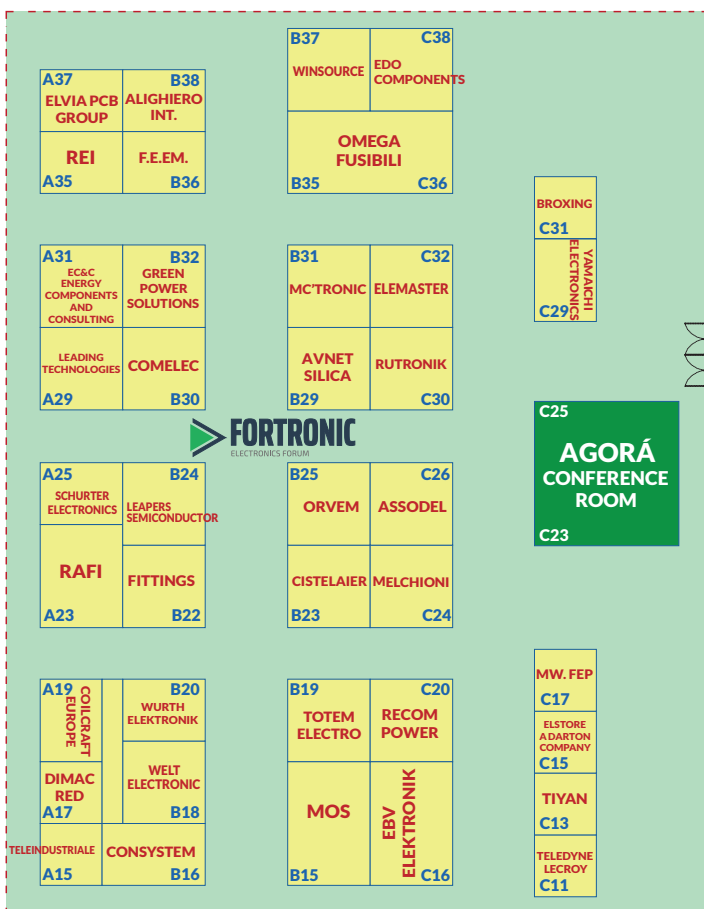 A37
B38
ELVIA PCB
GROUP
ALIGHIERO
INT.
REI
F.E.EM.
A35
B36
B37
C38
WINSOURCE
EDO
COMPONENTS
OMEGA
FUSIBILI
B35
C36
BROXING
C31
YAMAICHI
ELECTRONICS
C29
A31
B32
EC&C
ENERGY
COMPONENTS
AND
CONSULTING
GREEN
POWER
SOLUTIONS
LEADING
TECHNOLOGIES
COMELEC
A29
B30
B31
C32
MC'TRONIC
ELEMASTER
AVNET
SILICA
RUTRONIK
B29
C30
FORTRONIC
ELECTRONICS FORUM
C25
AGORÁ
CONFERENCE
ROOM
C23
A25
B24
SCHURTER
ELECTRONICS
LEAPERS
SEMICONDUCTOR
RAFI
FITTINGS
A23
B22
B25
C26
ORVEM
ASSODEL
CISTELAIER
MELCHIONI
B23
C24
A19
B20
COILCRAFT
EUROPE
WURTH
ELEKTRONIK
DIMAC
RED
A17
WELT
ELECTRONIC
B18
TELEINDUSTRIALE
CONSYSTEM
A15
B16
B19
C20
TOTEM
ELECTRO
RECOM
POWER
MOS
EBV
ELEKTRONIK
B15
C16
MW. FEP
C17
ELSTORE
A DARTON
COMPANY
C15
TIYAN
C13
TELEDYNE
LECROY
C11